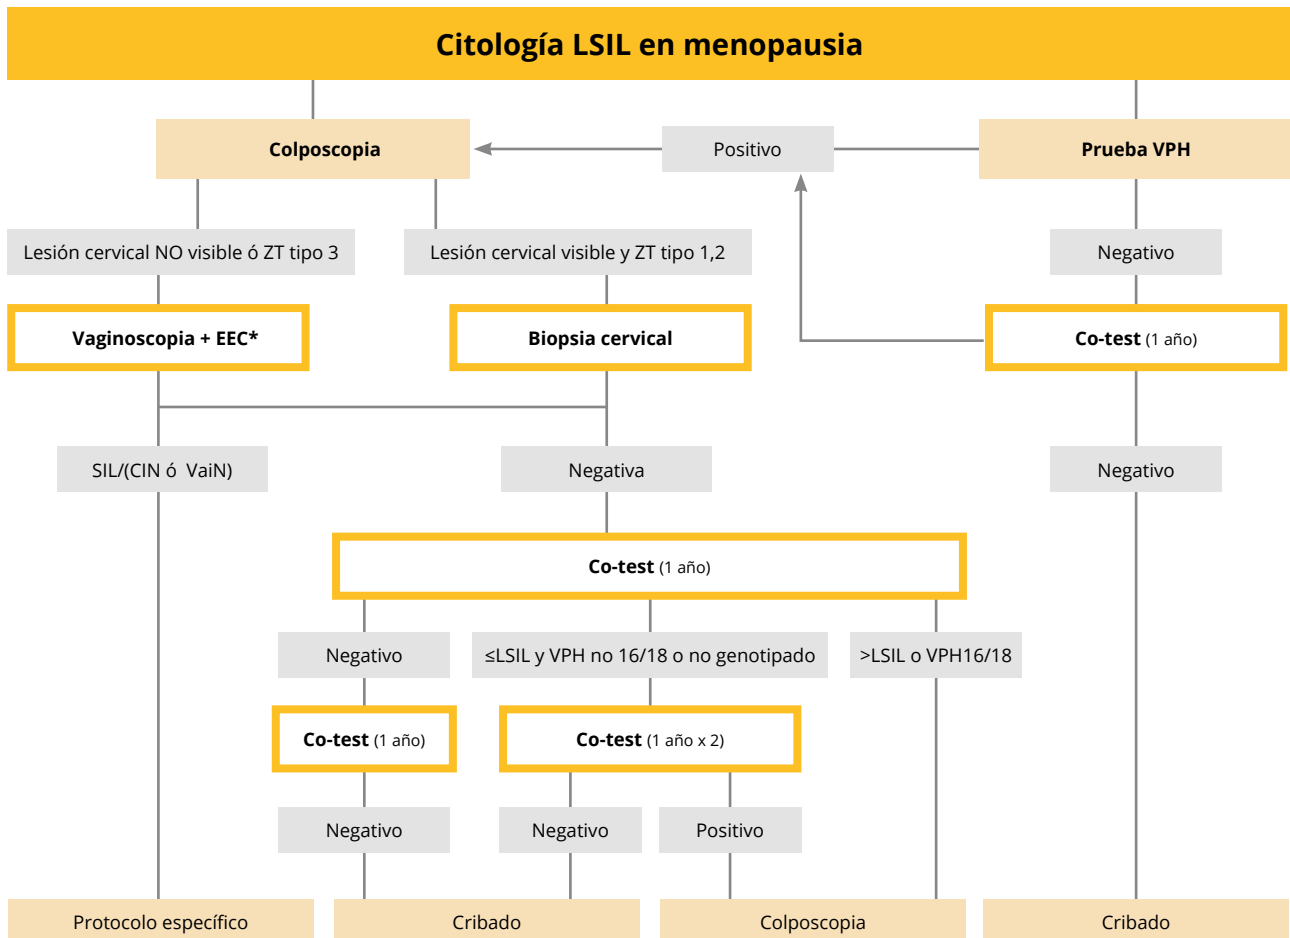 Citología LSIL en menopausia
Colposcopia
Positivo
Prueba VPH
Lesión cervical NO visible ó ZT tipo 3
Lesión cervical visible y ZT tipo 1,2
Negativo
Vaginoscopia + EEC*
Biopsia cervical
Co-test (1 año)
SIL/(CIN ó VaiN)
Negativa
Negativo
Co-test (1 año)
Negativo
≤LSIL y VPH no 16/18 o no genotipado
>LSIL o VPH16/18
Co-test (1 año)
Co-test (1 año x 2)
Negativo
Negativo
Positivo
Protocolo específico
Cribado
Colposcopia
Cribado